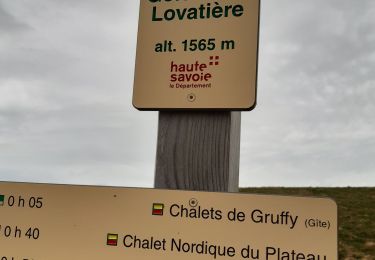 Lovatière
alt. 1565 m
haute
savoie
le Département
0 h 05
Chalets de Gruffy (Gîte)
0 h 40
Chalet Nordique du Plateau